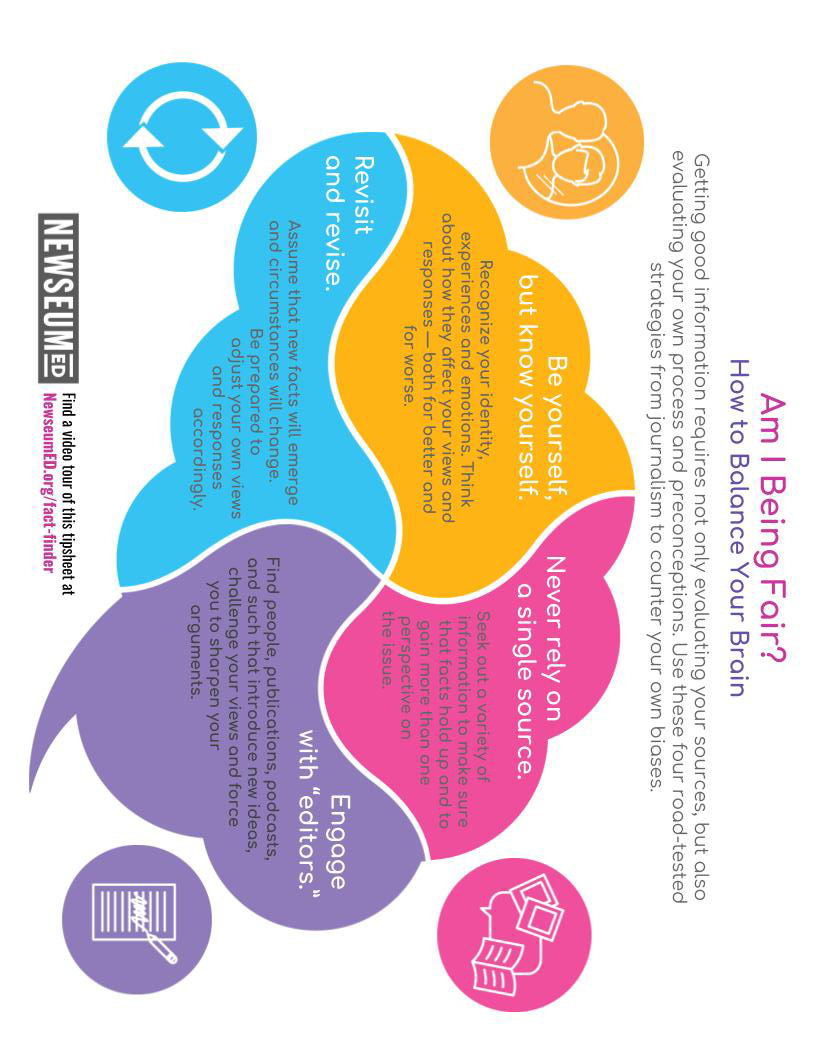 Am I Being Fair?
How to Balance Your Brain
Getting good information requires not only evaluating your sources, but also
evaluating your own process and preconceptions. Use these four road-tested
strategies from journalism to counter your own biases.
Be yourself,
but know yourself.
Recognize your identity,
experiences and emotions. Think
about how they affect your views and
responses — both for better and
for worse.
Never rely on
a single source.
Seek out a variety of
information to make sure
that facts hold up and to
gain more than one
perspective on
the issue.
Revisit
and revise.
Assume that new facts will emerge
and circumstances will change.
Be prepared to
adjust your own views
and responses
accordingly.
Engage
with “editors.”
Find people, publications, podcasts,
and such that introduce new ideas,
challenge your views and force
you to sharpen your
arguments.
NEWSEUMED
Find a video tour of this tipsheet at
NewseumED.org/fact-finder